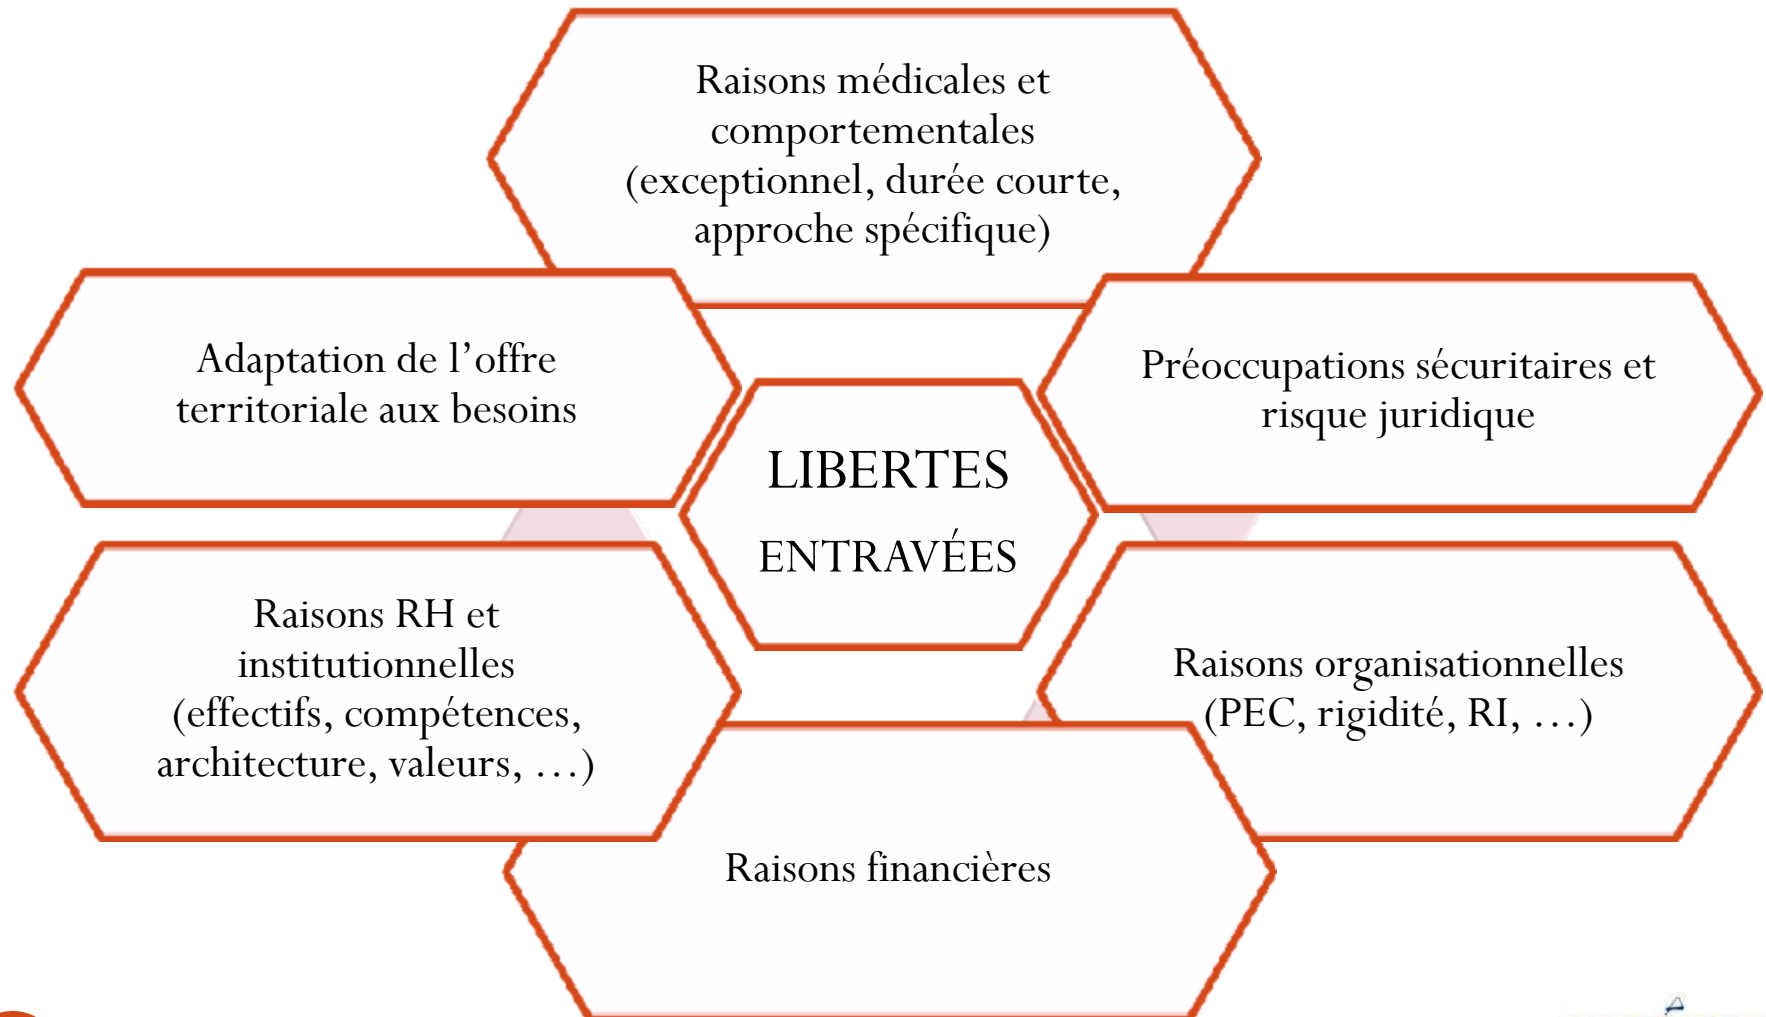 Raisons médicales et
comportementales
(exceptionnel, durée courte,
approche spécifique)
Adaptation de l’offre
territoriale aux besoins
Préoccupations sécuritaires et
risque juridique
LIBERTES
ENTRAVÉES
Raisons RH et
institutionnelles
(effectifs, compétences,
architecture, valeurs, …)
Raisons organisationnelles
(PEC, rigidité, RI, …)
Raisons financières